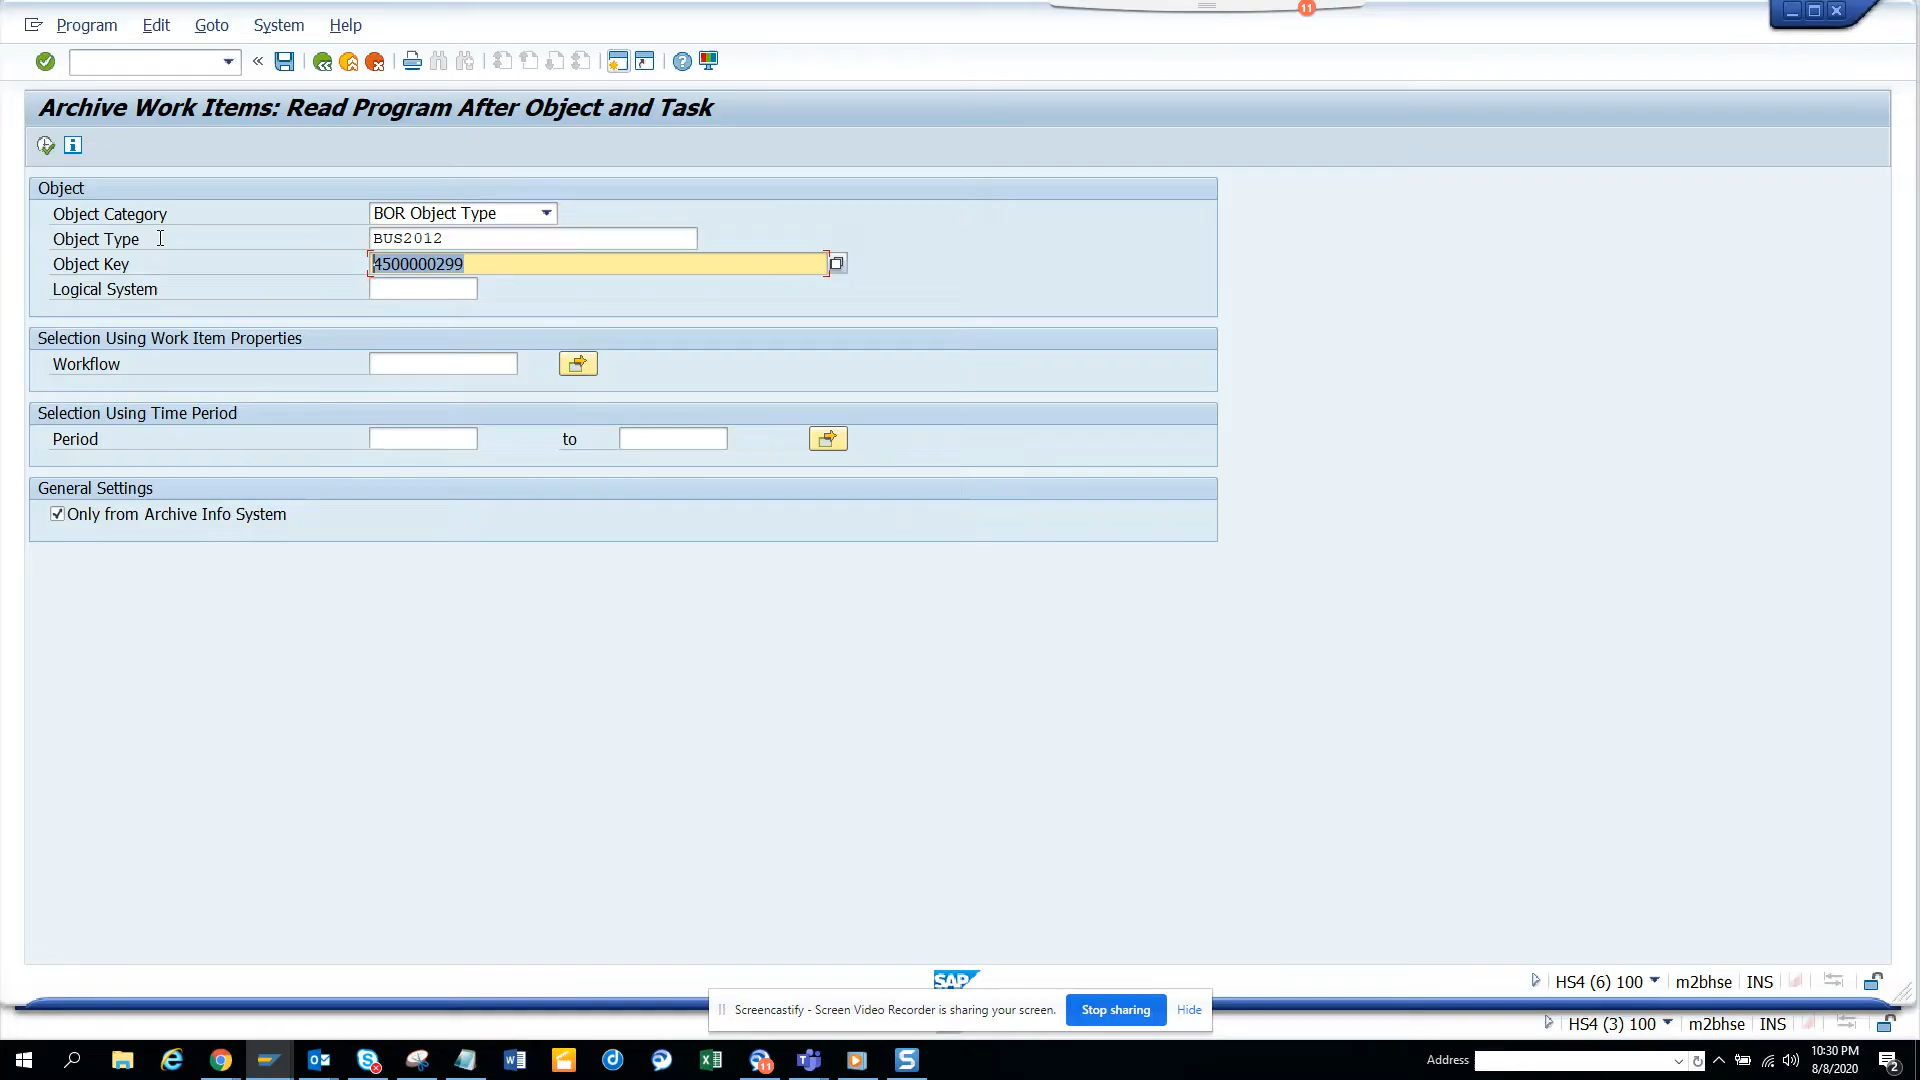 11
Program Edit Goto System Help
Archive Work Items: Read Program After Object and Task
Object
Object Category BOR Object Type
Object Type BUS2012
Object Key 4500000299
Logical System
Selection Using Work Item Properties
Workflow
Selection Using Time Period
Period to
General Settings
Only from Archive Info System
SAP
HS4 (6) 100 m2bhse INS
Screencastify - Screen Video Recorder is sharing your screen. Stop sharing Hide
HS4 (3) 100 m2bhse INS
Address
10:30 PM
8/8/2020
11
2